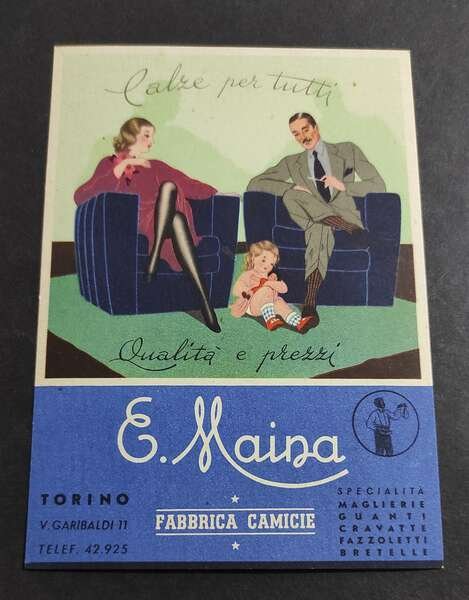 Calze per tutti
Qualità e prezzi
E. Maina
TORINO
V. GARIBALDI 11
TELEF. 42.925
FABBRICA CAMICIE
SPECIALITÀ
MAGLIERIE
GUANTI
CRAVATTE
FAZZOLETTI
BRETELLE